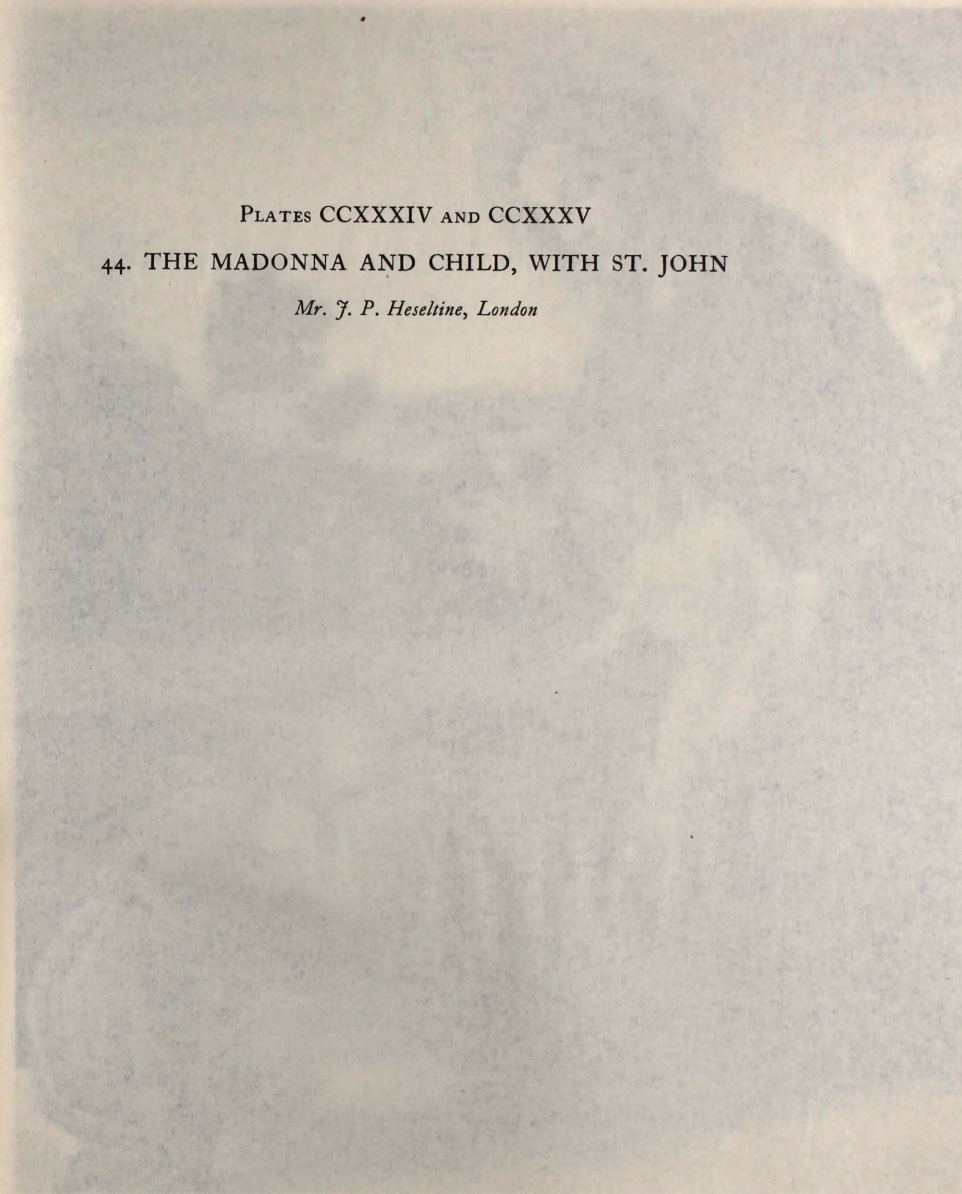 Plates CCXXXIV and CCXXXV
44. THE MADONNA AND CHILD, WITH ST. JOHN
Mr. J. P. Heseltine, London